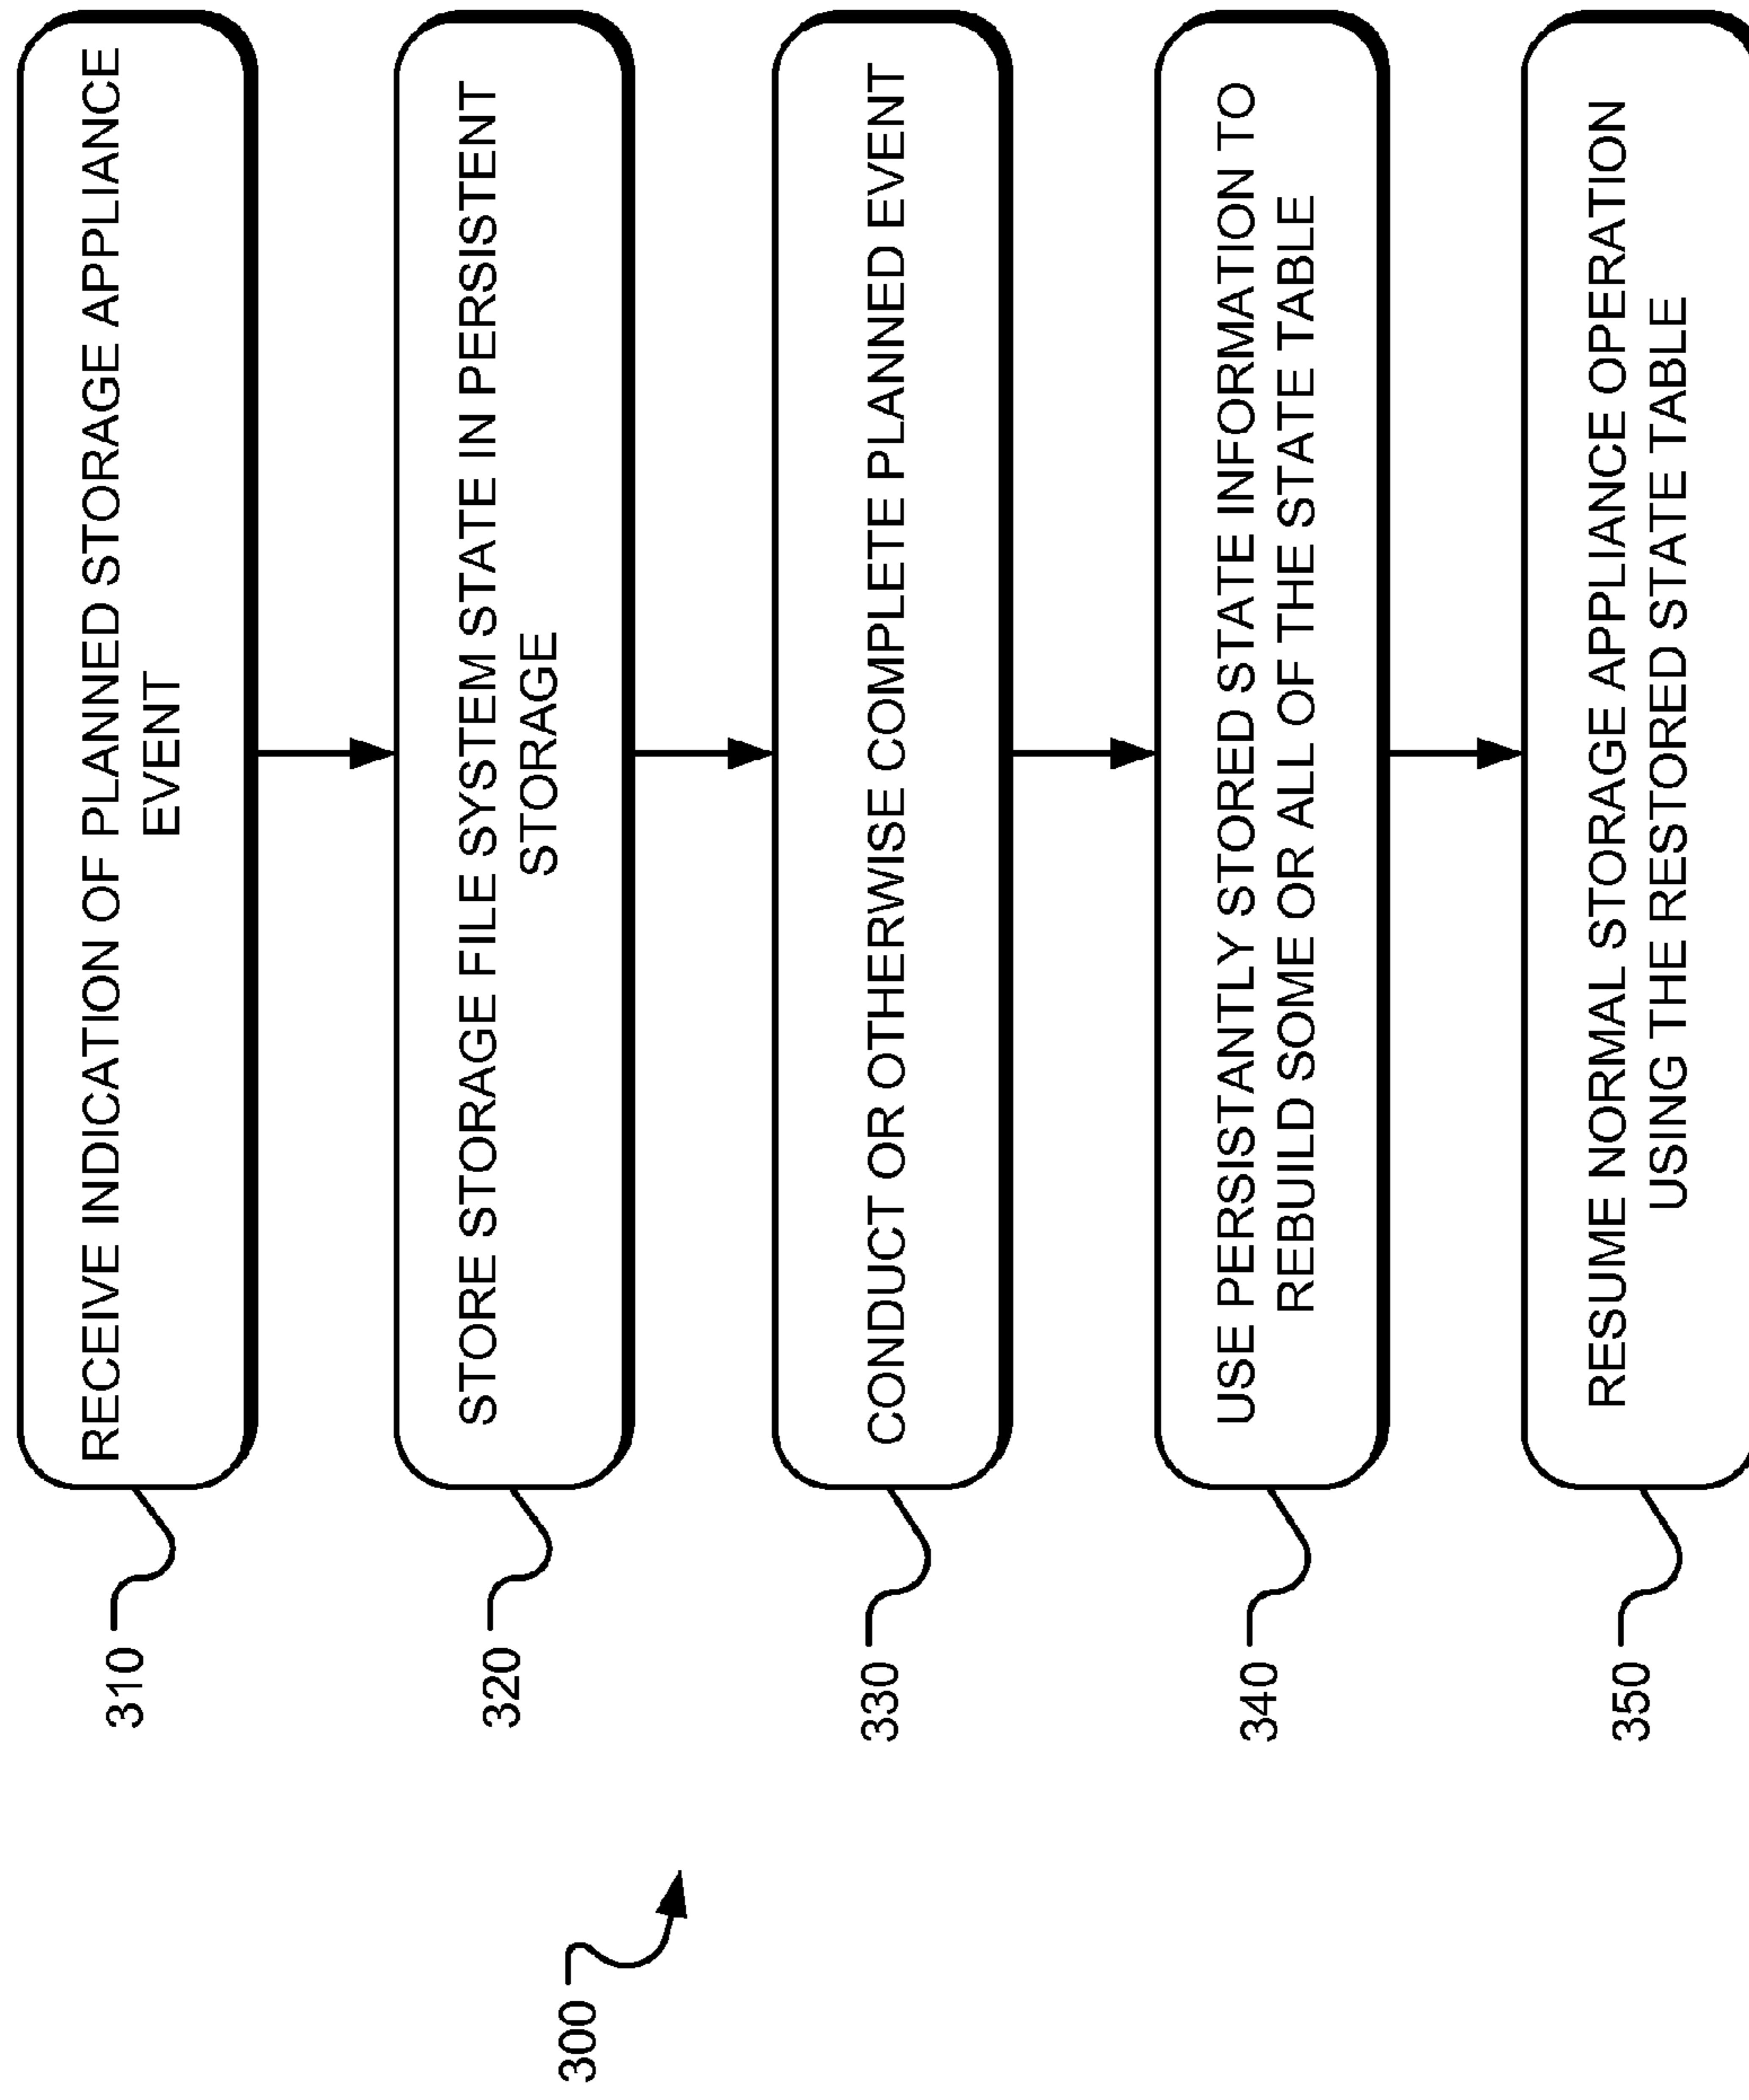 300
310
RECEIVE INDICATION OF PLANNED STORAGE APPLIANCE
EVENT
320
STORE STORAGE FILE SYSTEM STATE IN PERSISTENT
STORAGE
330
CONDUCT OR OTHERWISE COMPLETE PLANNED EVENT
340
USE PERSISTANTLY STORED STATE INFORMATION TO
REBUILD SOME OR ALL OF THE STATE TABLE
350
RESUME NORMAL STORAGE APPLIANCE OPERATION
USING THE RESTORED STATE TABLE